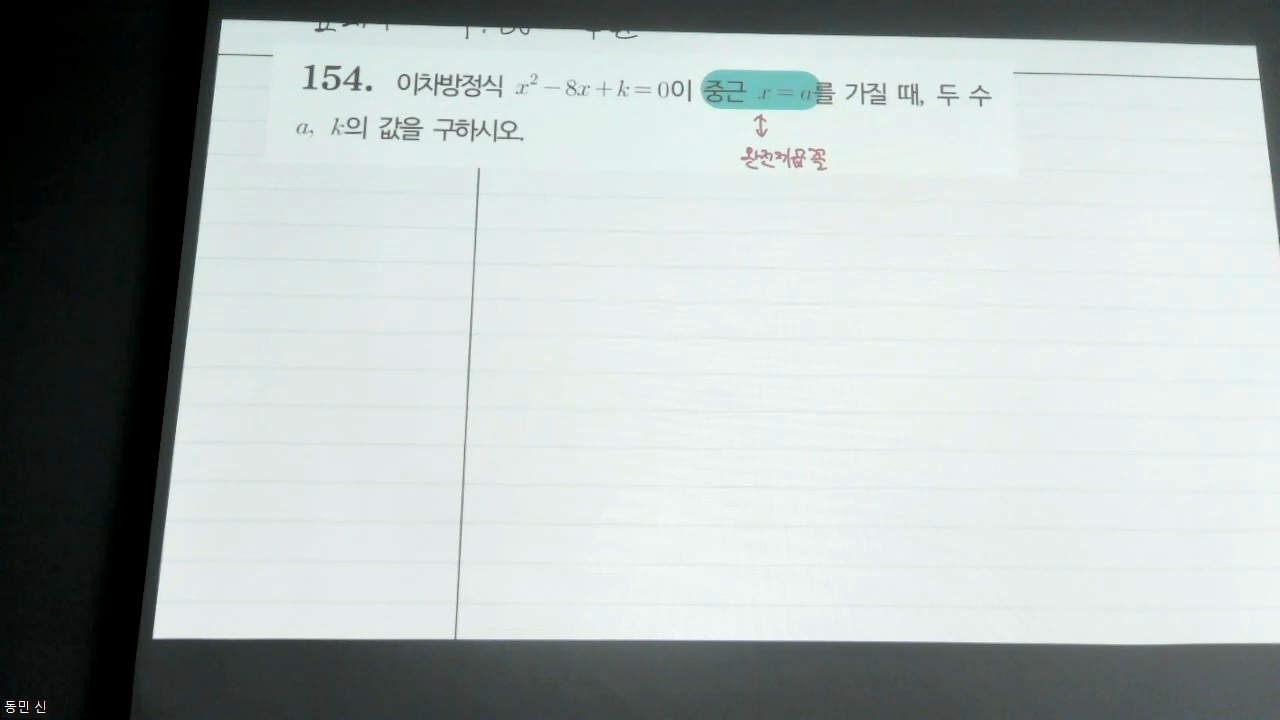 154. 이차방정식 x² − 8x + k = 0이 중근 x = a를 가질 때, 두 수
a, k의 값을 구하시오.
↕
완전제곱꼴
동민 신